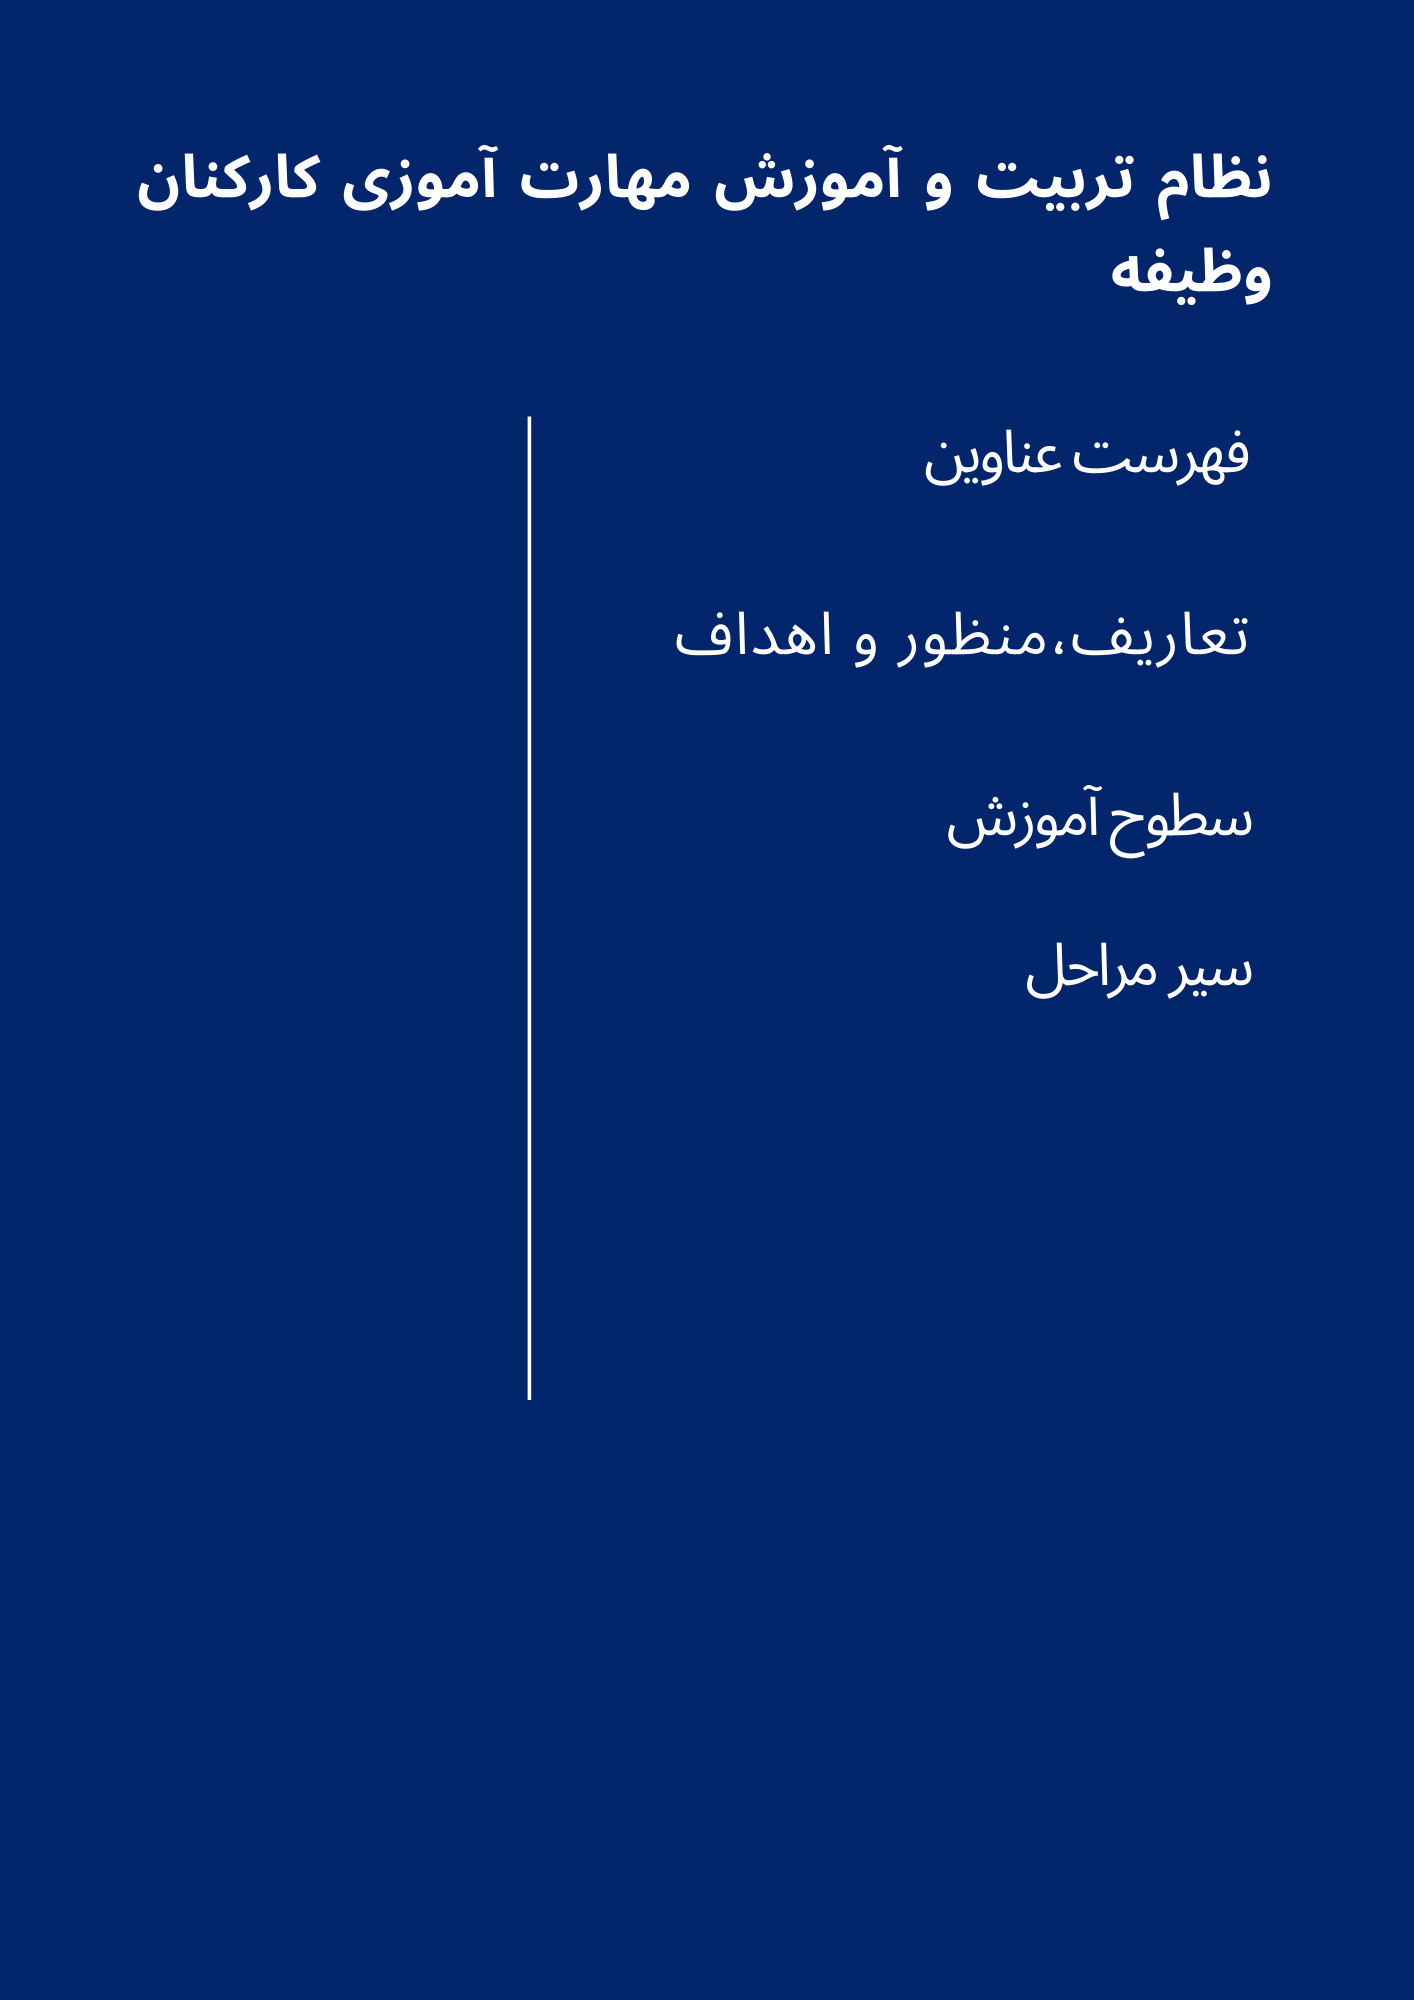 نظام تربیت و آموزش مهارت آموزی کارکنان
وظیفه
فهرست عناوین
تعاریف،منظور و اهداف
سطوح آموزش
سیر مراحل